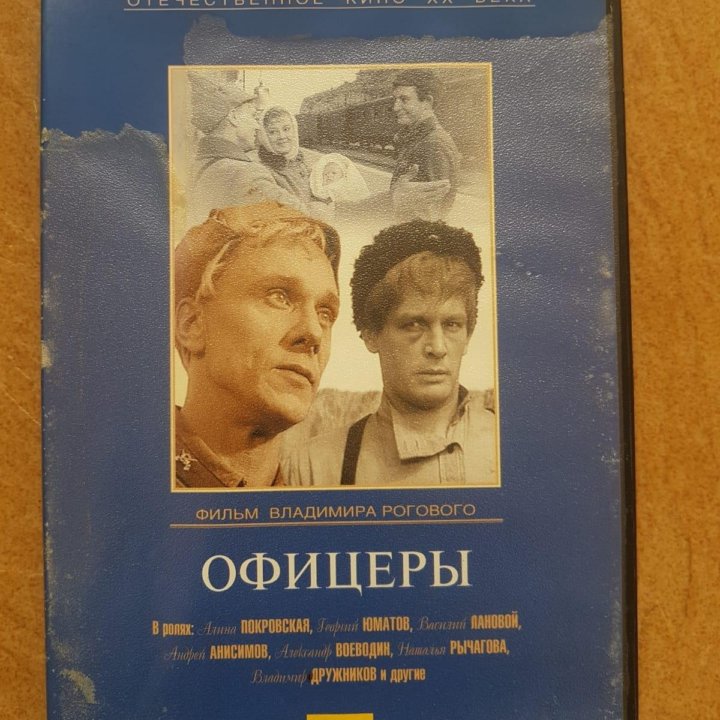 ОТЕЧЕСТВЕННОЕ КИНО XX ВЕКА
ФИЛЬМ ВЛАДИМИРА РОГОВОГО
ОФИЦЕРЫ
В ролях: Алина ПОКРОВСКАЯ, Георгий ЮМАТОВ, Василий ЛАНОВОЙ,
Андрей АНИСИМОВ, Александр ВОЕВОДИН, Наталья РЫЧАГОВА,
Владимир ДРУЖНИКОВ и другие